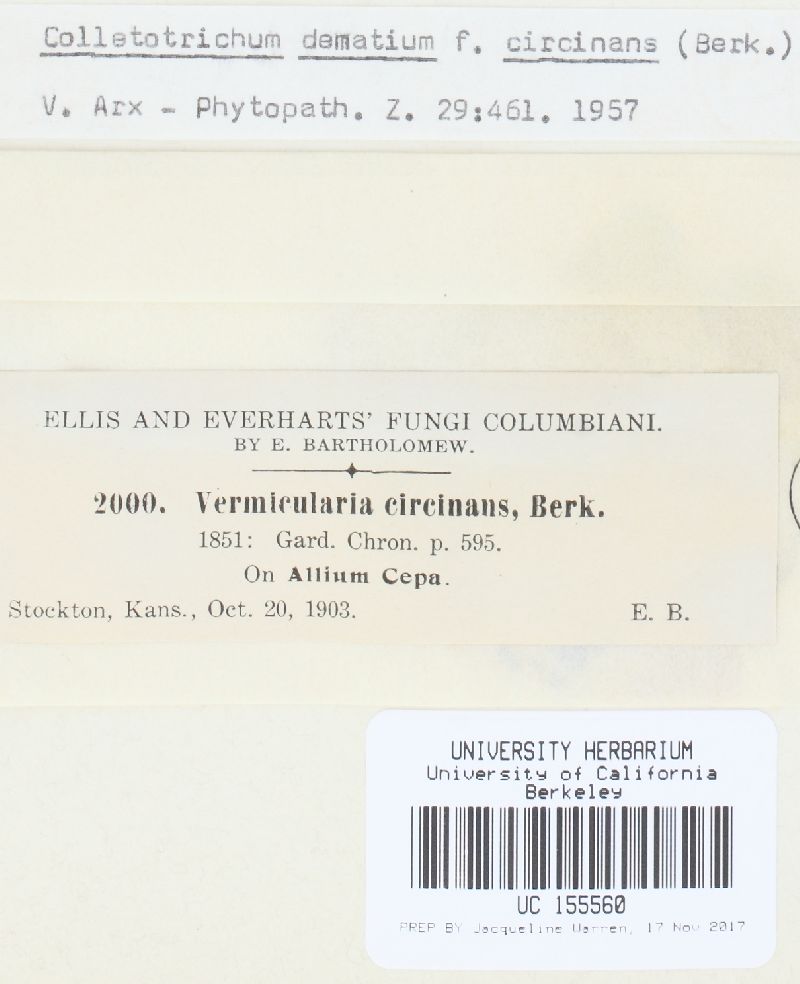 Colletotrichum dematium f. circinans (Berk.)
V. Arx - Phytopath. Z. 29:461. 1957
ELLIS AND EVERHARTS' FUNGI COLUMBIANI.
BY E. BARTHOLOMEW.
2000. Vermicularia circinans, Berk.
1851: Gard. Chron. p. 595.
On Allium Cepa.
Stockton, Kans., Oct. 20, 1903. E. B.
UNIVERSITY HERBARIUM
University of California
Berkeley
UC 155560
PREP BY Jacqueline Warren, 17 Nov 2017